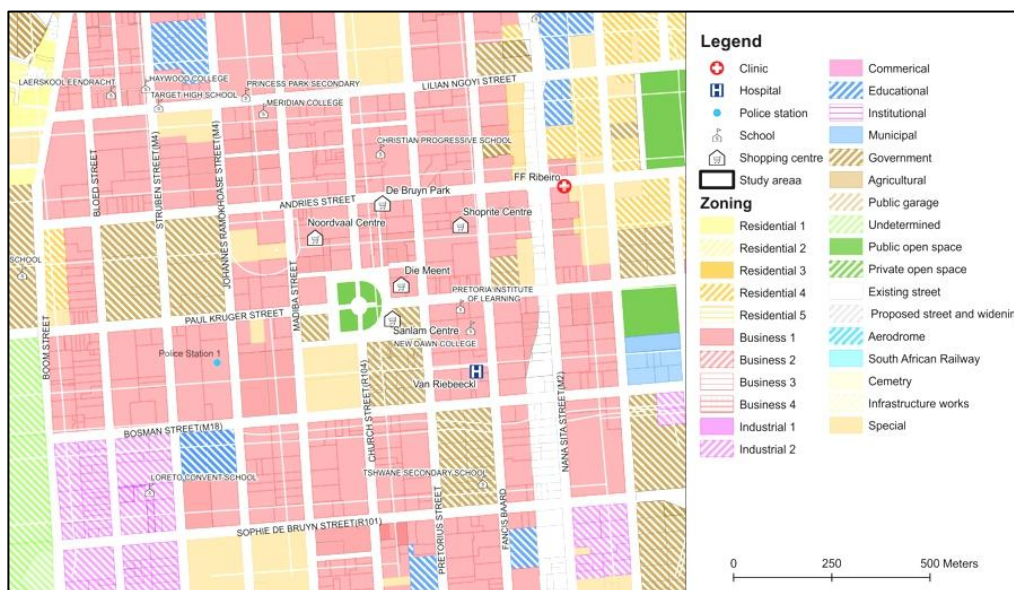 LILIAN NGOYI STREET
LAERSKOOL EENDRACHT
HAYWOOD COLLEGE
TARGET HIGH SCHOOL
PRINCESS PARK SECONDARY
MERIDIAN COLLEGE
CHRISTIAN PROGRESSIVE SCHOOL
FF Ribeiro
BLOED STREET
STRUBEN STREET(M4)
JOHANNES RAMOKHOASE STREET(M4)
ANDRIES STREET
De Bruyn Park
Noordvaal Centre
Shoprite Centre
SCHOOL
MADIBA STREET
Die Meent
PRETORIA INSTITUTE
OF LEARNING
PAUL KRUGER STREET
Sanlam Centre
NEW DAWN COLLEGE
BOOM STREET
Police Station 1
Van Riebeeckl
CHURCH STREET(R104)
NANA SITA STREET(M2)
BOSMAN STREET(M18)
LORETO CONVENT SCHOOL
TSHWANE SECONDARY SCHOOL
SOPHIE DE BRUYN STREET(R101)
PRETORIUS STREET
FANCIS BAARD
Legend
Clinic
Hospital
Police station
School
Shopping centre
Study areaa
Zoning
Residential 1
Residential 2
Residential 3
Residential 4
Residential 5
Business 1
Business 2
Business 3
Business 4
Industrial 1
Industrial 2
Commerical
Educational
Institutional
Municipal
Government
Agricultural
Public garage
Undetermined
Public open space
Private open space
Existing street
Proposed street and widenin
Aerodrome
South African Railway
Cemetry
Infrastructure works
Special
0 250 500 Meters